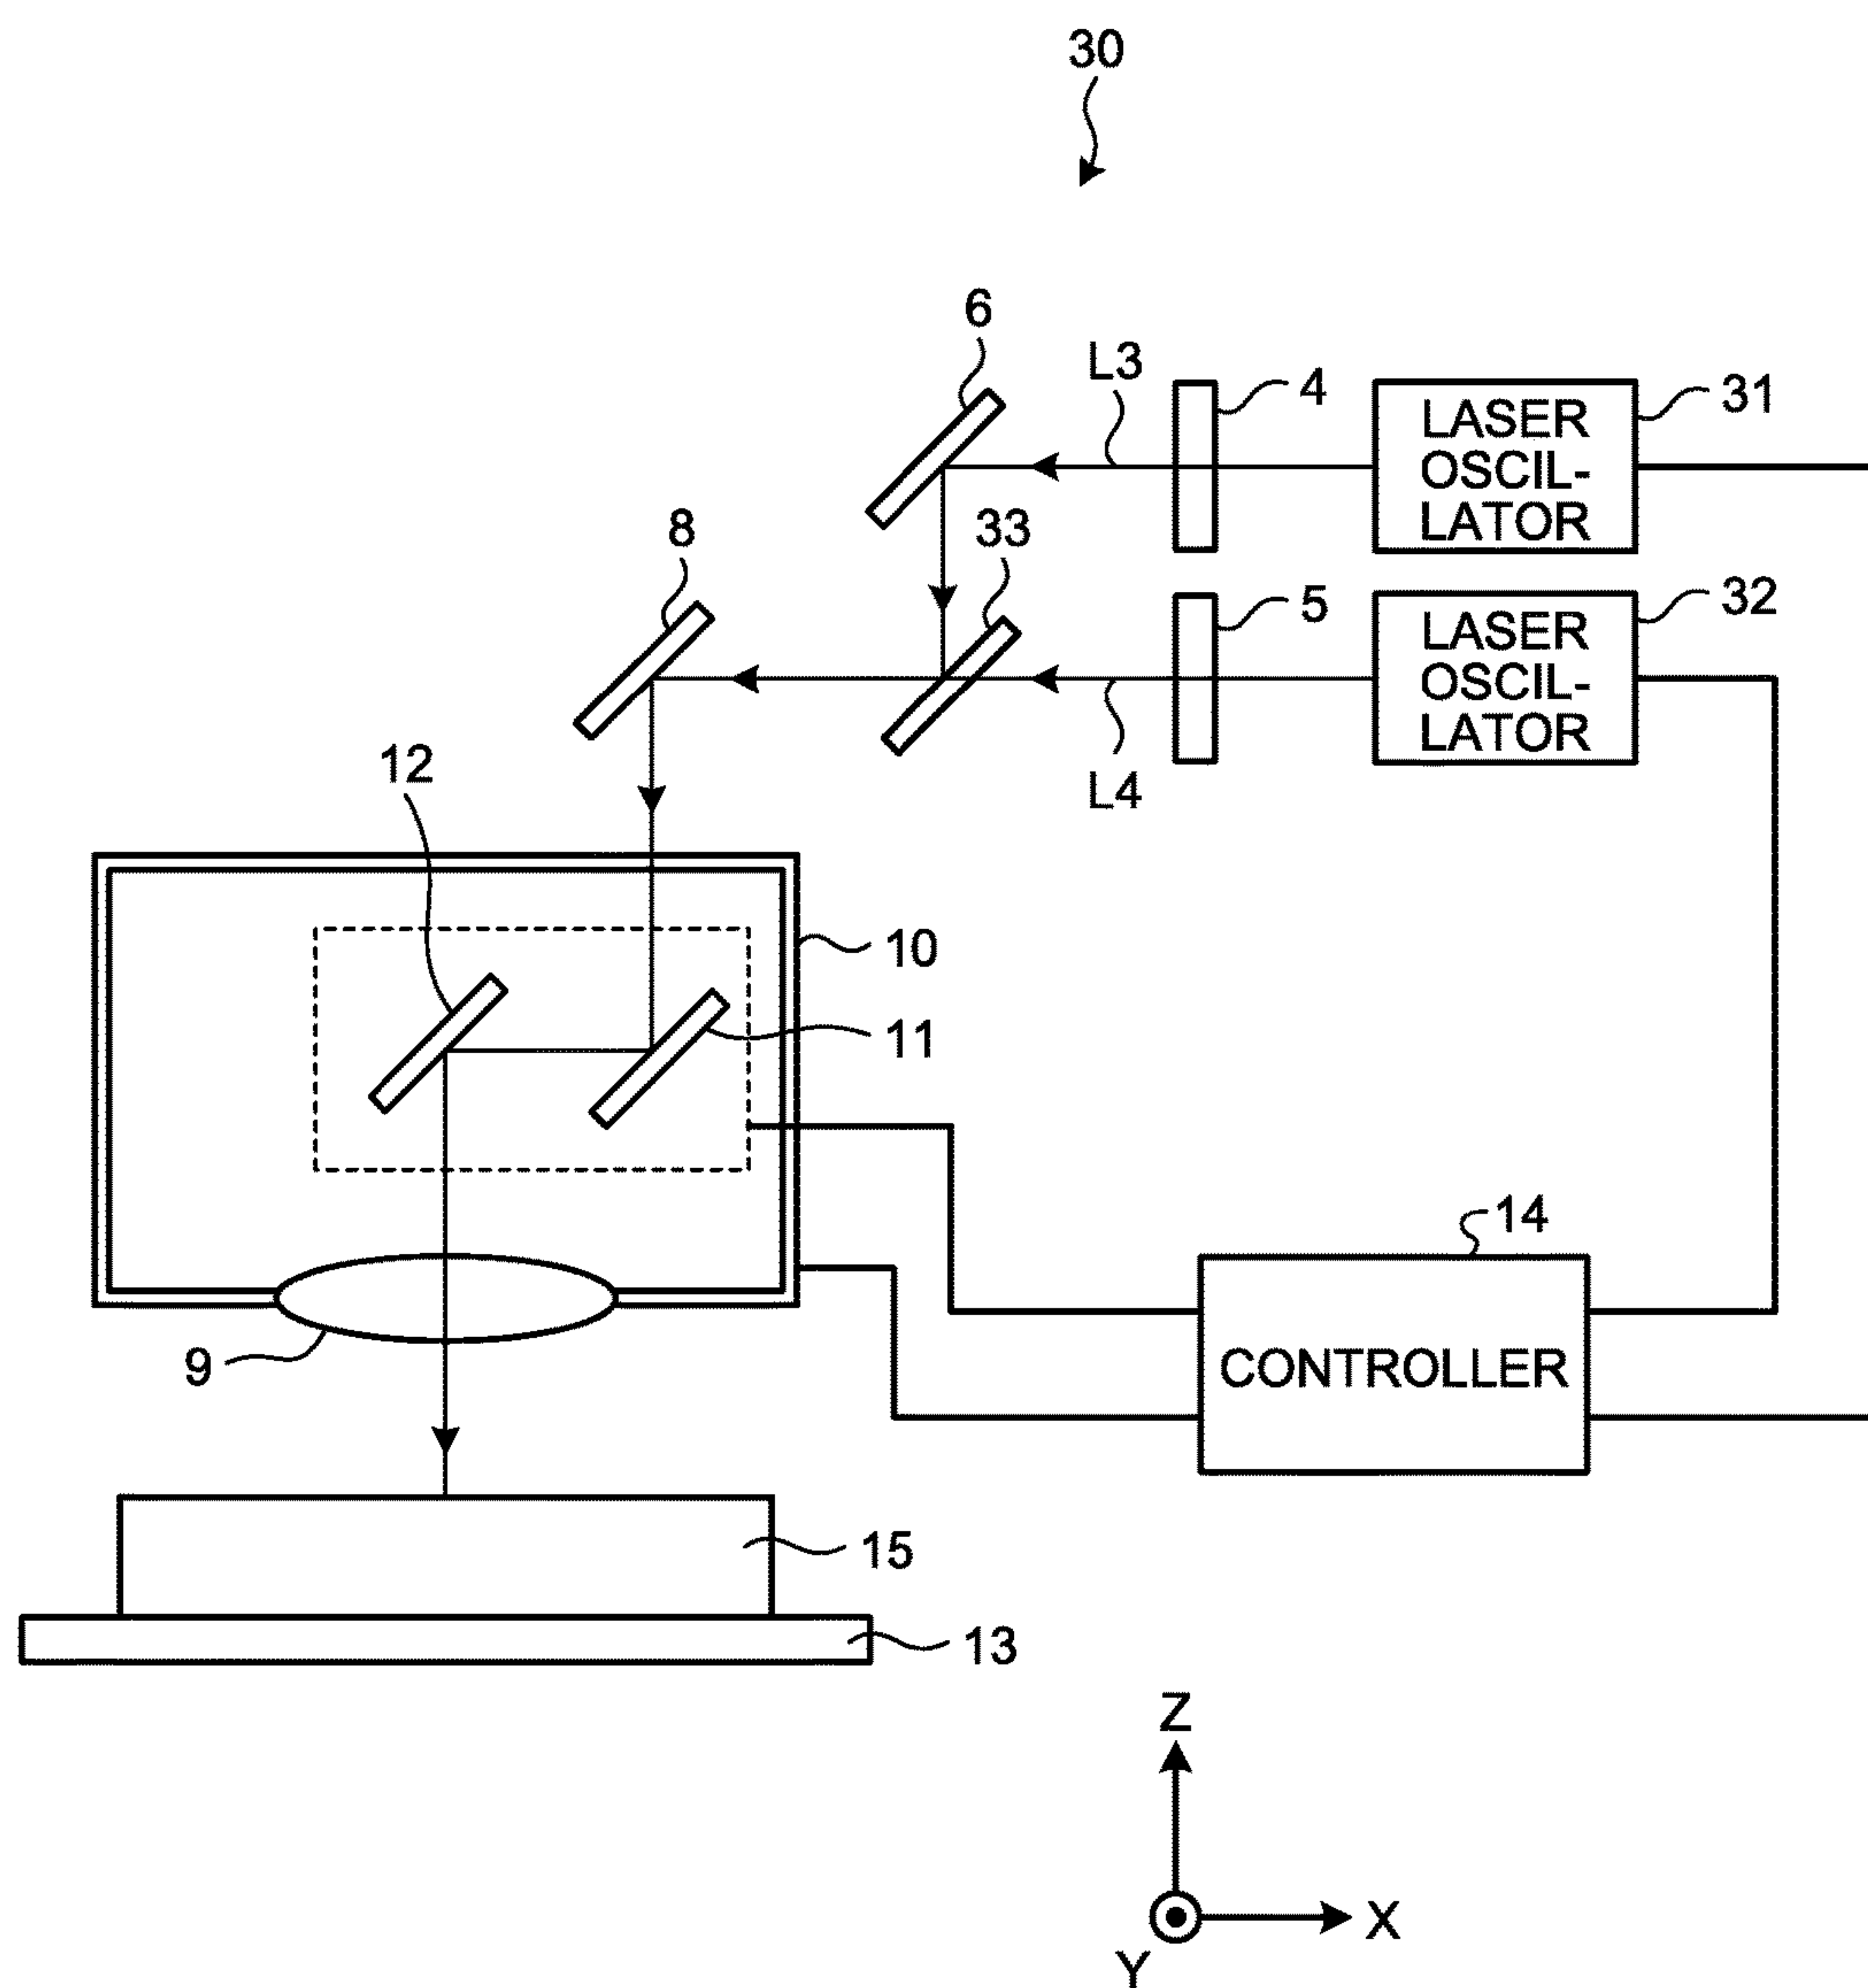 30
6
L3
4
31
LASER
OSCIL-
LATOR
8
33
5
32
LASER
OSCIL-
LATOR
L4
12
10
11
14
CONTROLLER
9
15
13
Z
X
Y